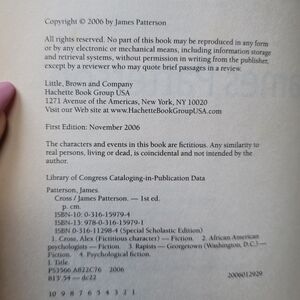 Copyright © 2006 by James Patterson
All rights reserved. No part of this book may be reproduced in any form
or by any electronic or mechanical means, including information storage
and retrieval systems, without permission in writing from the publisher,
except by a reviewer who may quote brief passages in a review.
Little, Brown and Company
Hachette Book Group USA
1271 Avenue of the Americas, New York, NY 10020
Visit our Web site at www.HachetteBookGroupUSA.com
First Edition: November 2006
The characters and events in this book are fictitious. Any similarity to
real persons, living or dead, is coincidental and not intended by the
author.
Library of Congress Cataloging-in-Publication Data
Patterson, James.
Cross / James Patterson. — 1st ed.
p. cm.
ISBN-10: 0-316-15979-4
ISBN-13: 978-0-316-15979-1
ISBN 0-316-11298-4 (Special Scholastic Edition)
1. Cross, Alex (Fictitious character) — Fiction. 2. African American
psychologists — Fiction. 3. Rapists — Georgetown (Washington, D.C.) —
Fiction. 4. Psychological fiction.
I. Title.
PS3566 A822C76 2006
813'.54 — dc22 2006012929
10 9 8 7 6 5 4 3 2 1